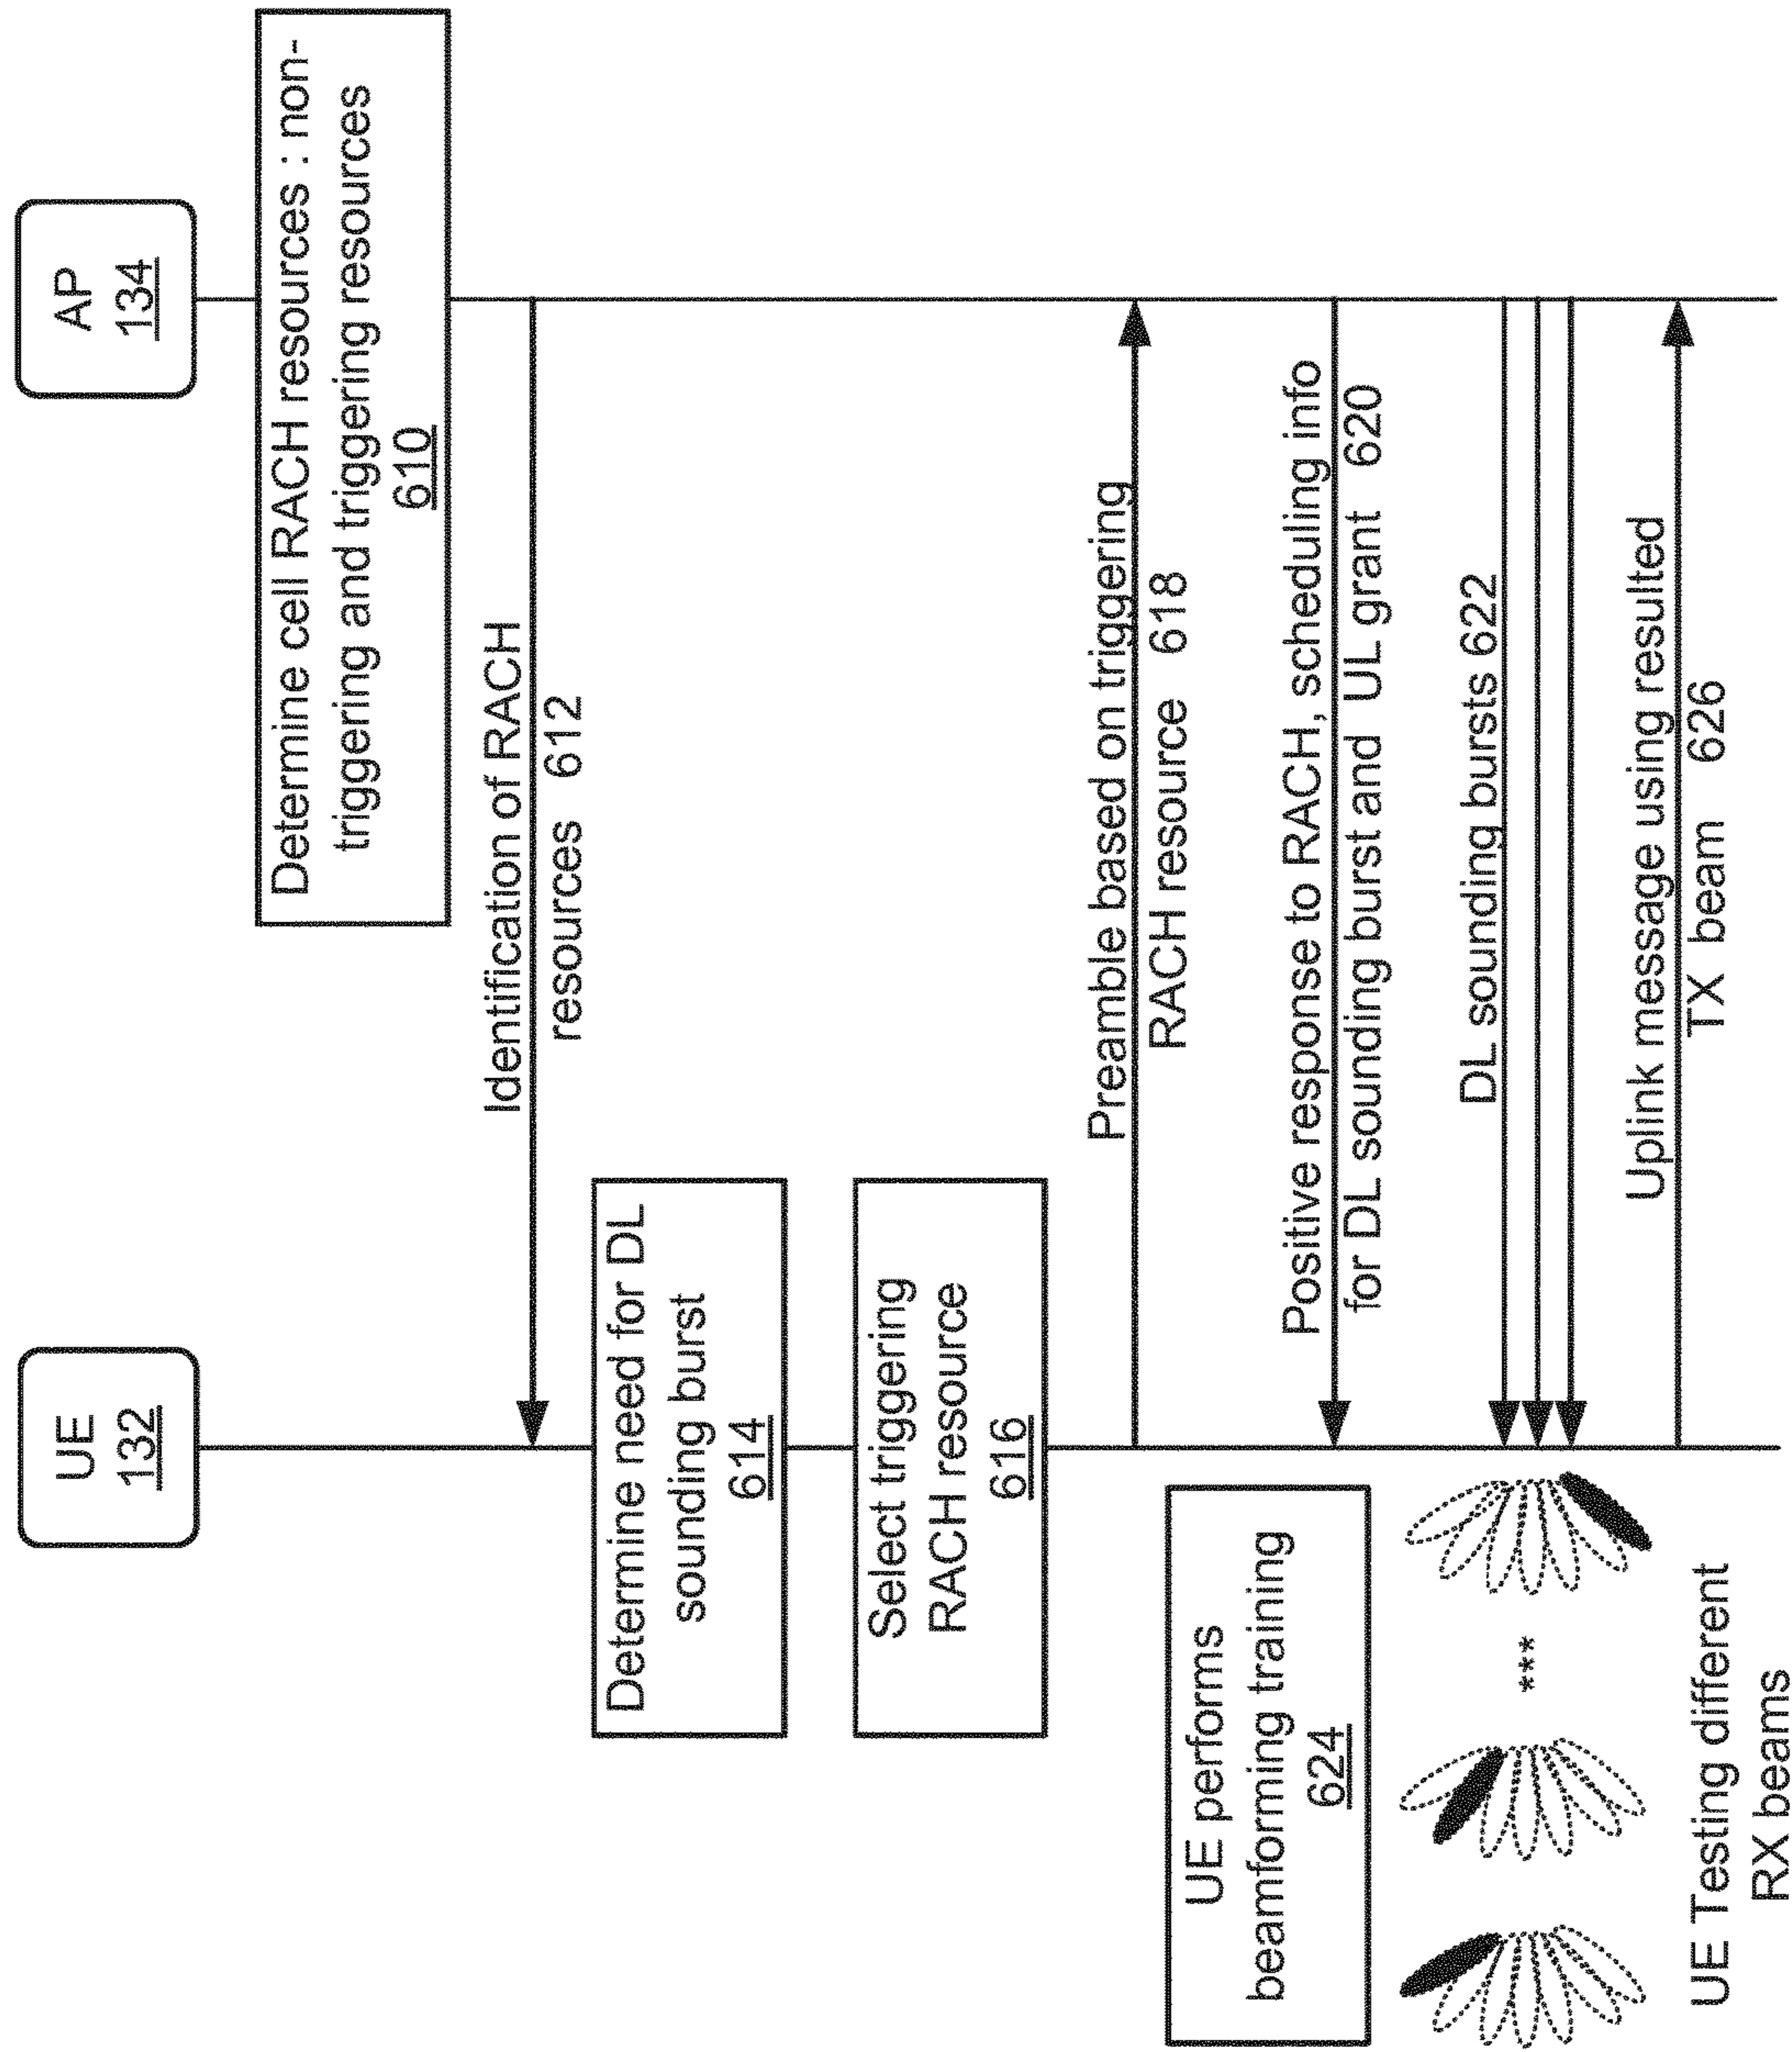 UE
132
AP
134
Determine cell RACH resources : non-
triggering and triggering resources
610
Identification of RACH
resources 612
Determine need for DL
sounding burst
614
Select triggering
RACH resource
616
Preamble based on triggering
RACH resource 618
Positive response to RACH, scheduling info
for DL sounding burst and UL grant 620
UE performs
beamforming training
624
DL sounding bursts 622
***
UE Testing different
RX beams
Uplink message using resulted
TX beam 626